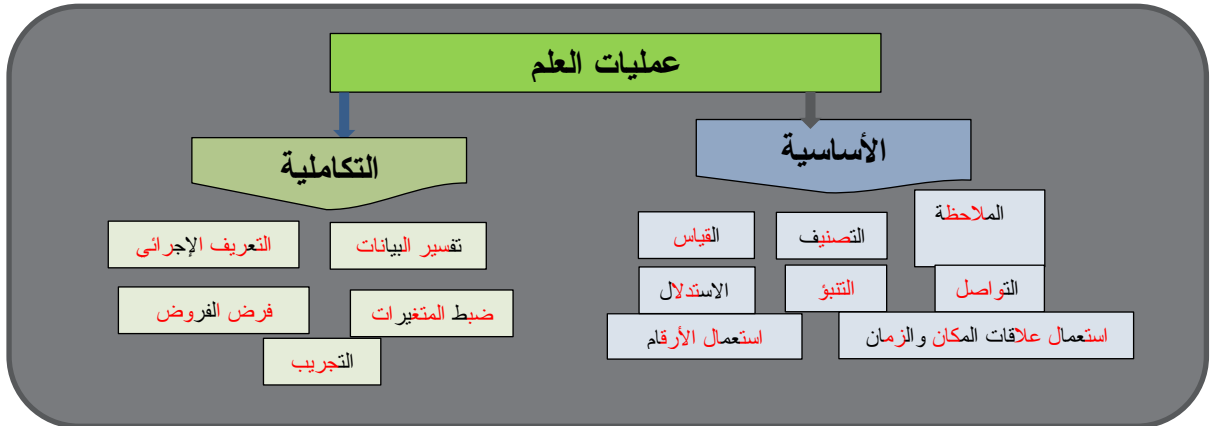 عمليات العلم
الأساسية
التكاملية
الملاحظة
التصنيف
القياس
التواصل
التنبؤ
الاستدلال
استعمال علاقات المكان والزمان
استعمال الأرقام
تفسير البيانات
التعريف الإجرائى
ضبط المتغيرات
فرض الفروض
التجريب